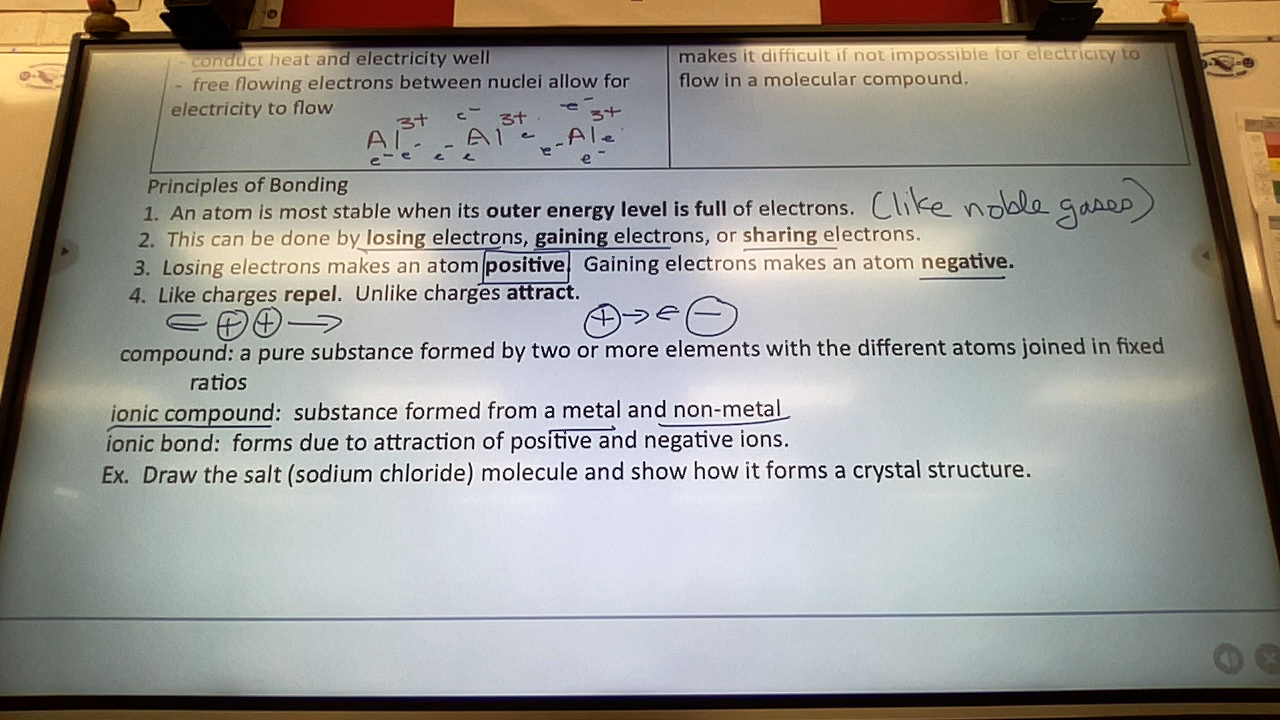 - conduct heat and electricity well
- free flowing electrons between nuclei allow for
electricity to flow
Al 3+ e- Al 3+ e- Al 3+
e- e- e- e e e- e e-
makes it difficult if not impossible for electricity to
flow in a molecular compound.
Principles of Bonding
1. An atom is most stable when its outer energy level is full of electrons. (like noble gases)
2. This can be done by losing electrons, gaining electrons, or sharing electrons.
3. Losing electrons makes an atom positive. Gaining electrons makes an atom negative.
4. Like charges repel. Unlike charges attract.
← + + → + → ← −
compound: a pure substance formed by two or more elements with the different atoms joined in fixed
ratios
ionic compound: substance formed from a metal and non-metal
ionic bond: forms due to attraction of positive and negative ions.
Ex. Draw the salt (sodium chloride) molecule and show how it forms a crystal structure.